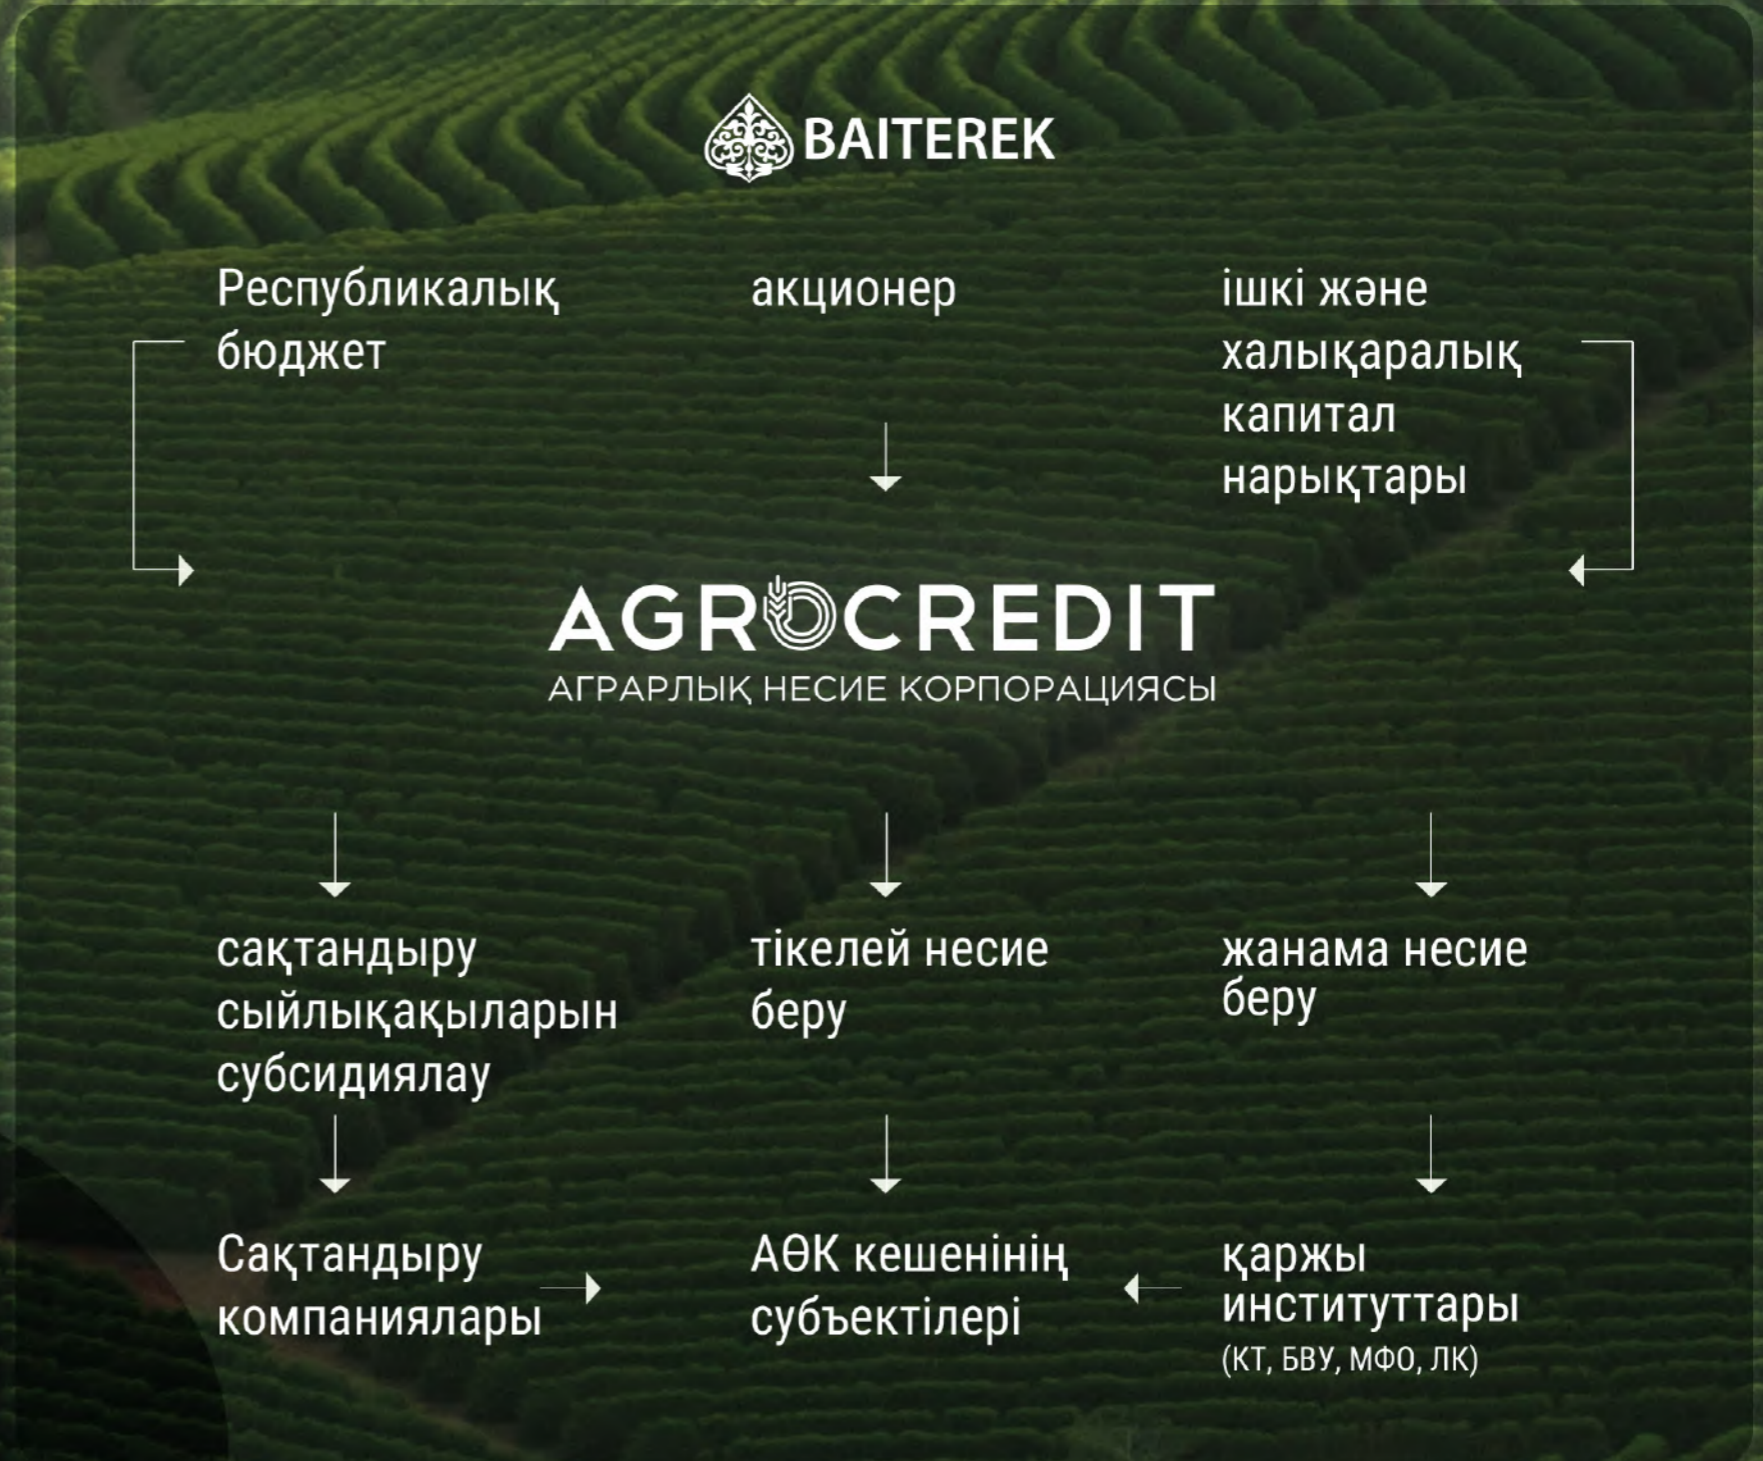 BAITEREK
Республикалық
бюджет
акционер
ішкі және
халықаралық
капитал
нарықтары
AGROCREDIT
АГРАРЛЫҚ НЕСИЕ КОРПОРАЦИЯСЫ
сақтандыру
сыйлықақыларын
субсидиялау
тікелей несие
беру
жанама несие
беру
Сақтандыру
компаниялары
АӨК кешенінің
субъектілері
қаржы
институттары
(КТ, БВУ, МФО, ЛК)